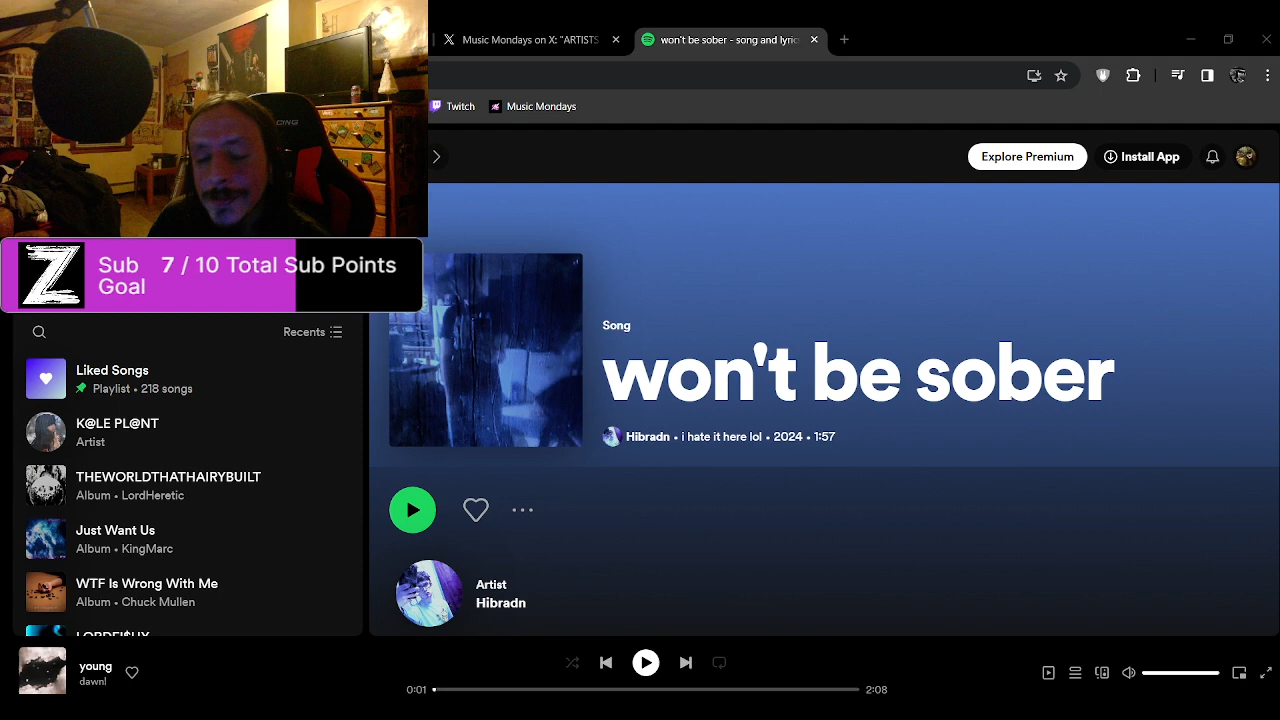 Music Mondays on X: "ARTISTS
won't be sober - song and lyric
Twitch
Music Mondays
Explore Premium
Install App
CING
Z
Sub Goal
7 / 10 Total Sub Points
Recents
Liked Songs
Playlist • 218 songs
K@LE PL@NT
Artist
THEWORLDTHATHAIRYBUILT
Album • LordHeretic
Just Want Us
Album • KingMarc
WTF Is Wrong With Me
Album • Chuck Mullen
Song
won't be sober
Hibradn • i hate it here lol • 2024 • 1:57
Artist
Hibradn
young
dawnl
0:01
2:08